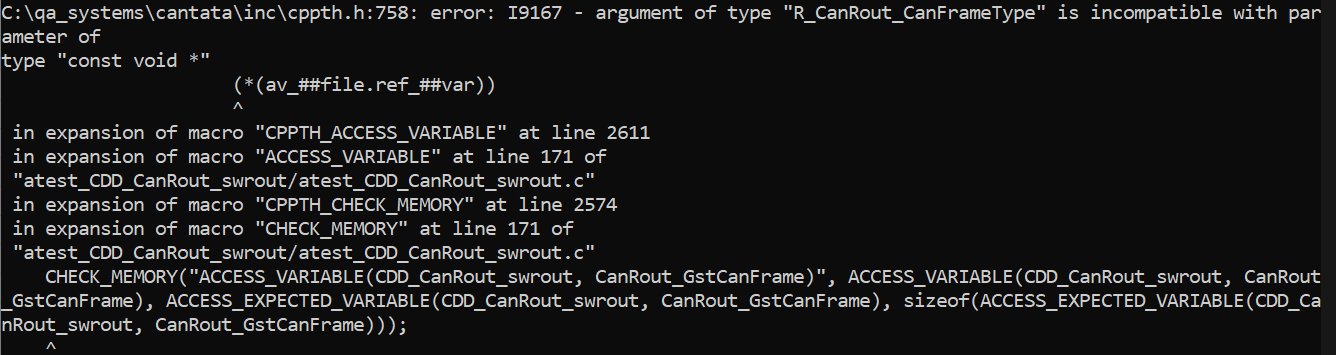 C:\qa_systems\cantata\inc\cppth.h:758: error: I9167 - argument of type "R_CanRout_CanFrameType" is incompatible with par
ameter of
type "const void *"
(*(av_##file.ref_##var))
^
in expansion of macro "CPPTH_ACCESS_VARIABLE" at line 2611
in expansion of macro "ACCESS_VARIABLE" at line 171 of
"atest_CDD_CanRout_swrout/atest_CDD_CanRout_swrout.c"
in expansion of macro "CPPTH_CHECK_MEMORY" at line 2574
in expansion of macro "CHECK_MEMORY" at line 171 of
"atest_CDD_CanRout_swrout/atest_CDD_CanRout_swrout.c"
CHECK_MEMORY("ACCESS_VARIABLE(CDD_CanRout_swrout, CanRout_GstCanFrame)", ACCESS_VARIABLE(CDD_CanRout_swrout, CanRout
_GstCanFrame), ACCESS_EXPECTED_VARIABLE(CDD_CanRout_swrout, CanRout_GstCanFrame), sizeof(ACCESS_EXPECTED_VARIABLE(CDD_Ca
nRout_swrout, CanRout_GstCanFrame)));
^